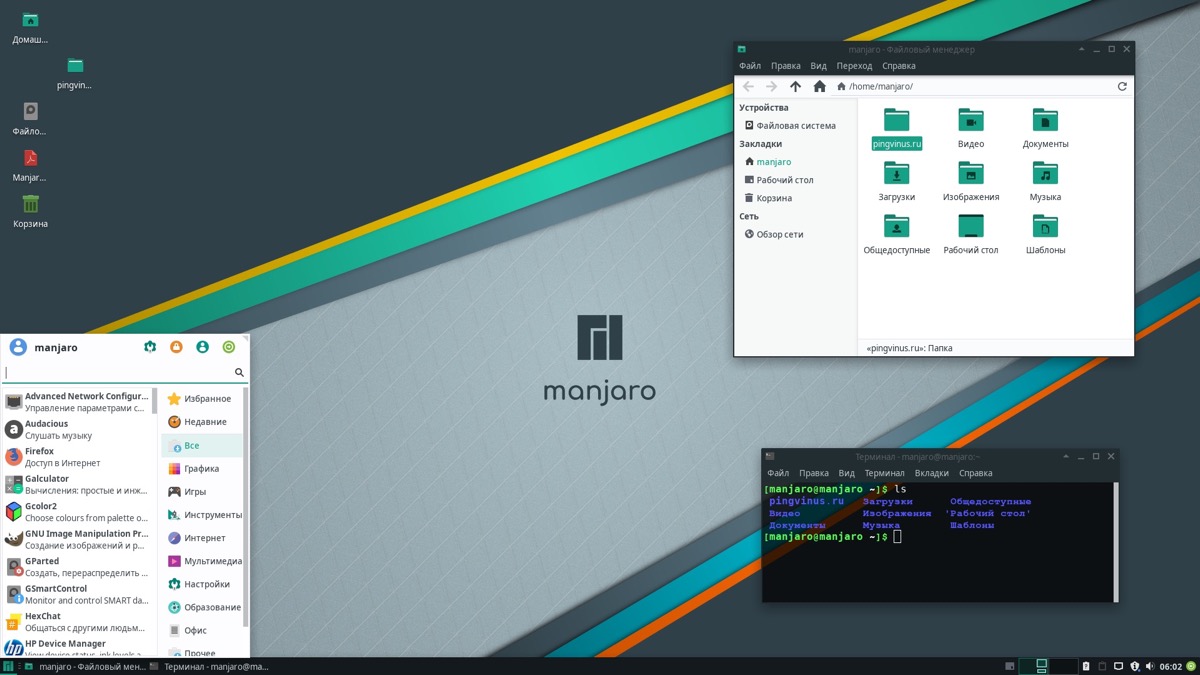 Домаш...
pingvin...
Файло...
Manjar...
Корзина
manjaro - Файловый менеджер
Файл Правка Вид Переход Справка
/home/manjaro/
Устройства
Файловая система
Закладки
manjaro
Рабочий стол
Корзина
Сеть
Обзор сети
pingvinus.ru Видео Документы
Загрузки Изображения Музыка
Общедоступные Рабочий стол Шаблоны
«pingvinus.ru»: Папка
manjaro
manjaro
Advanced Network Configur...
Управление параметрами с...
Audacious
Слушать музыку
Firefox
Доступ в Интернет
Galculator
Вычисления: простые и инж...
Gcolor2
Choose colours from palette o...
GNU Image Manipulation Pr...
Создание изображений и р...
GParted
Создать, перераспределить ...
GSmartControl
Monitor and control SMART da...
HexChat
Общаться с другими людьм...
HP Device Manager
View device status, ink levels a...
Избранное
Недавние
Все
Графика
Игры
Инструменты
Интернет
Мультимедиа
Настройки
Образование
Офис
Прочее
Терминал - manjaro@manjaro:~
Файл Правка Вид Терминал Вкладки Справка
[manjaro@manjaro ~]$ ls
pingvinus.ru Загрузки Общедоступные
Видео Изображения 'Рабочий стол'
Документы Музыка Шаблоны
[manjaro@manjaro ~]$
manjaro - Файловый мен... Терминал - manjaro@ma... 06:02